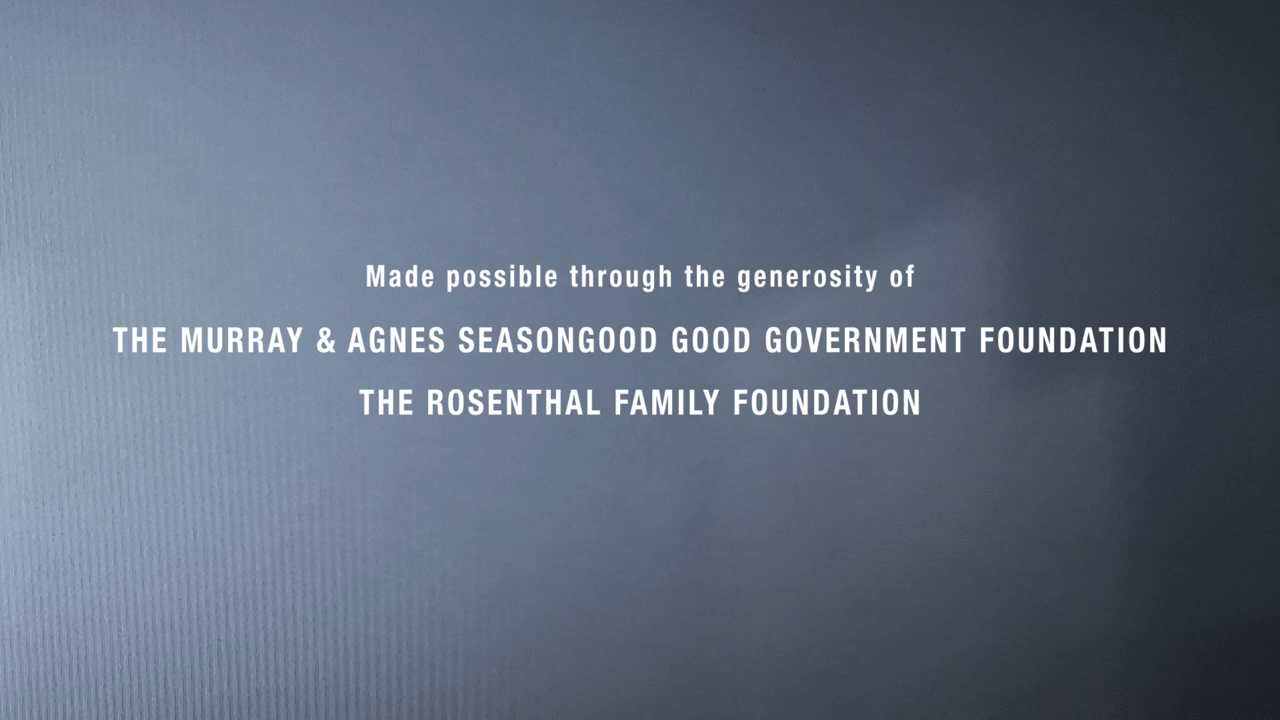 Made possible through the generosity of
THE MURRAY & AGNES SEASONGOOD GOOD GOVERNMENT FOUNDATION
THE ROSENTHAL FAMILY FOUNDATION